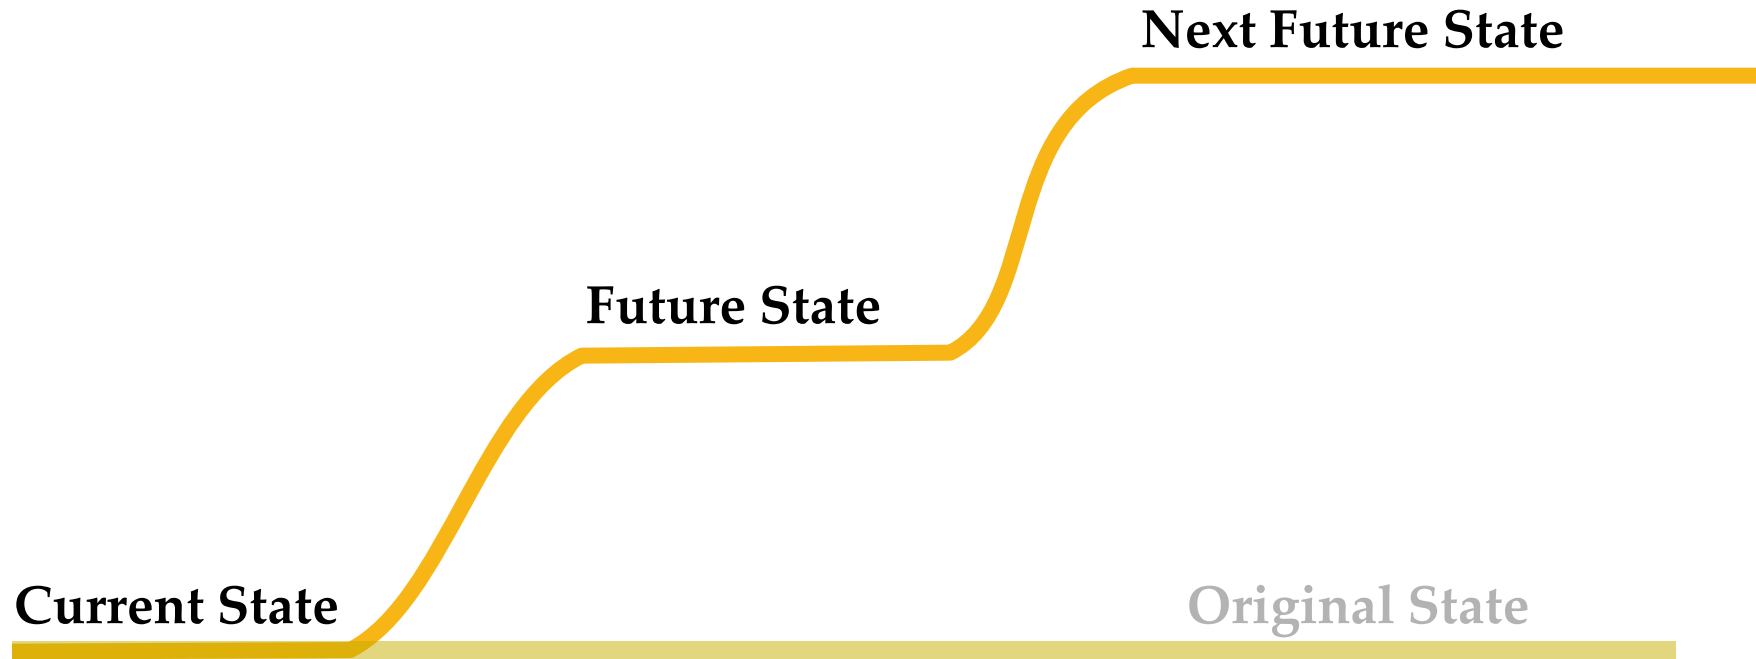 Next Future State
Future State
Current State
Original State